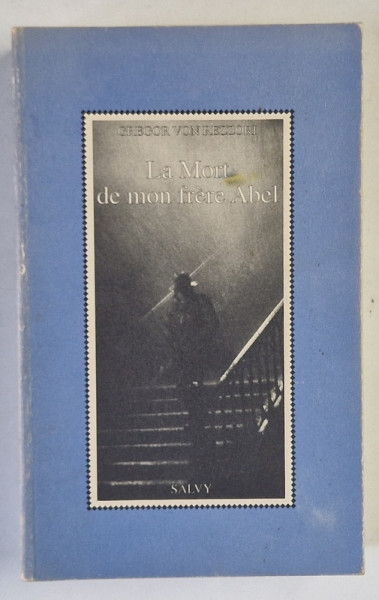 GREGOR VON REZZORI
La Mort
de mon frère Abel
SALVY